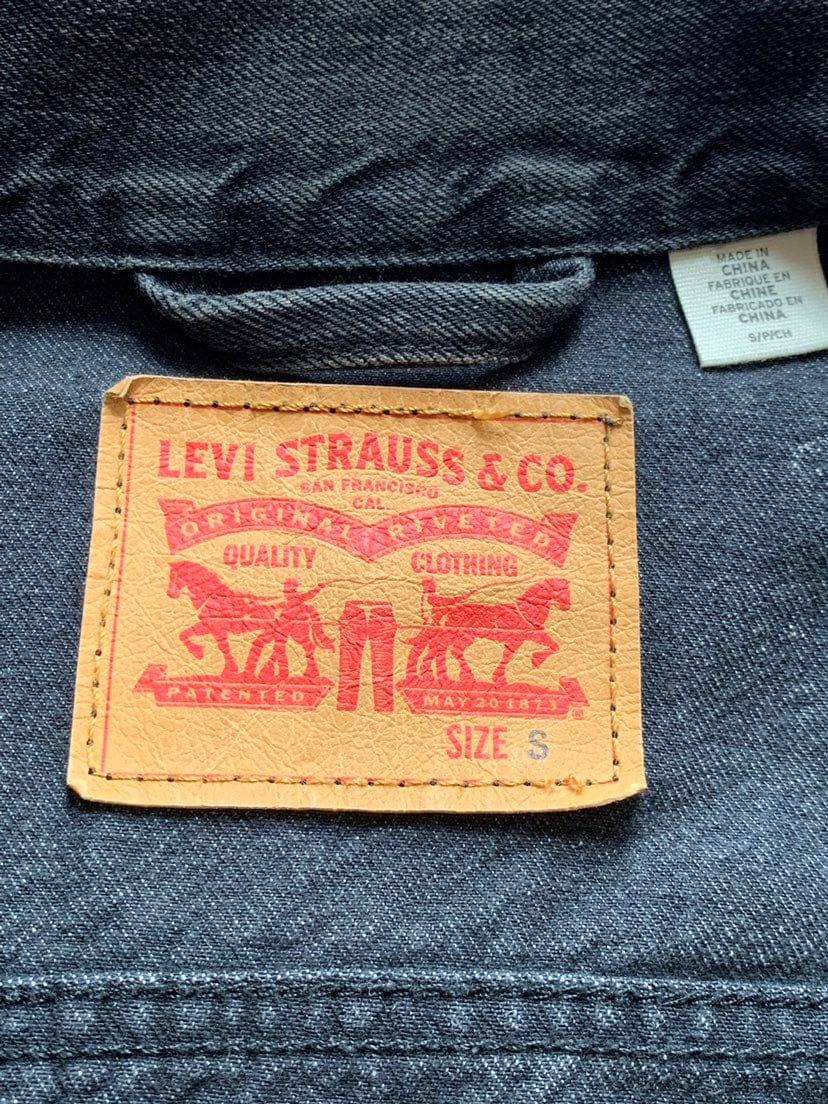 MADE IN
CHINA
FABRIQUE EN
CHINE
FABRICADO EN
CHINA
S/P/CH
LEVI STRAUSS & CO.
SAN FRANCISCO
CAL.
ORIGINAL RIVETED
QUALITY CLOTHING
PATENTED MAY 20 1873
SIZE S